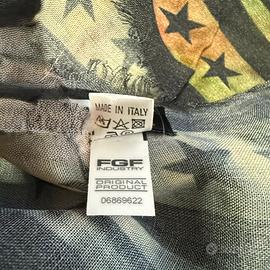 MADE IN ITALY
FGF
INDUSTRY
ORIGINAL
PRODUCT
06869622